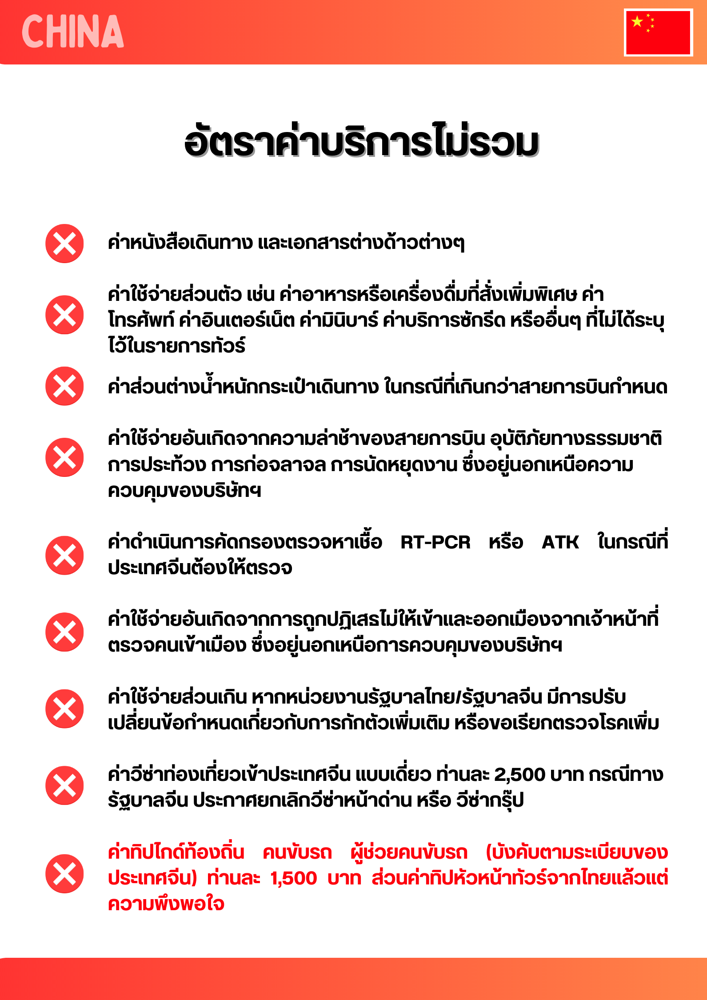 CHINA
อัตราค่าบริการไม่รวม
ค่าหนังสือเดินทาง และเอกสารต่างด้าวต่างๆ
ค่าใช้จ่ายส่วนตัว เช่น ค่าอาหารหรือเครื่องดื่มที่สั่งเพิ่มพิเศษ ค่า
โทรศัพท์ ค่าอินเตอร์เน็ต ค่ามินิบาร์ ค่าบริการซักรีด หรืออื่นๆ ที่ไม่ได้ระบุ
ไว้ในรายการทัวร์
ค่าส่วนต่างน้ำหนักกระเป๋าเดินทาง ในกรณีที่เกินกว่าสายการบินกำหนด
ค่าใช้จ่ายอันเกิดจากความล่าช้าของสายการบิน อุบัติภัยทางธรรมชาติ
การประท้วง การก่อจลาจล การนัดหยุดงาน ซึ่งอยู่นอกเหนือความ
ควบคุมของบริษัทฯ
ค่าดำเนินการคัดกรองตรวจหาเชื้อ RT-PCR หรือ ATK ในกรณีที่
ประเทศจีนต้องให้ตรวจ
ค่าใช้จ่ายอันเกิดจากการถูกปฏิเสธไม่ให้เข้าและออกเมืองจากเจ้าหน้าที่
ตรวจคนเข้าเมือง ซึ่งอยู่นอกเหนือการควบคุมของบริษัทฯ
ค่าใช้จ่ายส่วนเกิน หากหน่วยงานรัฐบาลไทย/รัฐบาลจีน มีการปรับ
เปลี่ยนข้อกำหนดเกี่ยวกับการกักตัวเพิ่มเติม หรือขอเรียกตรวจโรคเพิ่ม
ค่าวีซ่าท่องเที่ยวเข้าประเทศจีน แบบเดี่ยว ท่านละ 2,500 บาท กรณีทาง
รัฐบาลจีน ประกาศยกเลิกวีซ่าหน้าด่าน หรือ วีซ่ากรุ๊ป
ค่าทิปไกด์ท้องถิ่น คนขับรถ ผู้ช่วยคนขับรถ (บังคับตามระเบียบของ
ประเทศจีน) ท่านละ 1,500 บาท ส่วนค่าทิปหัวหน้าทัวร์จากไทยแล้วแต่
ความพึงพอใจ